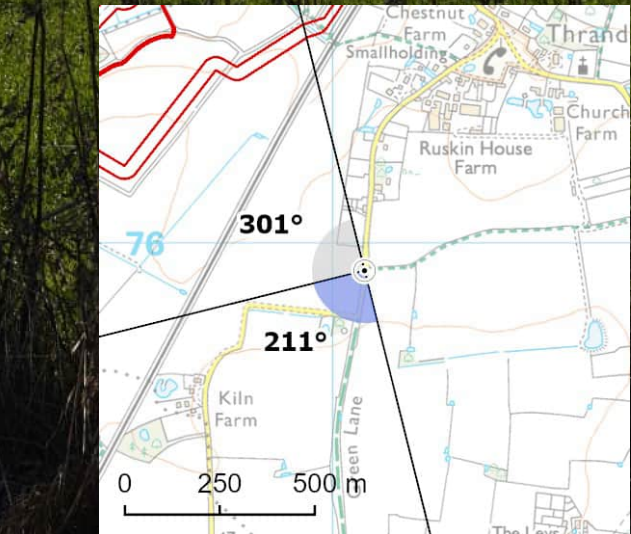 Chestnut
Farm
Smallholding
Thrand
Church
Farm
Ruskin House
Farm
76
301°
211°
Kiln
Farm
Green Lane
0 250 500 m
The Leys